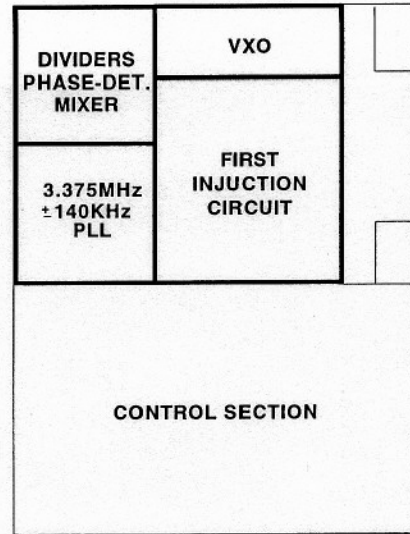 DIVIDERS
PHASE-DET.
MIXER
VXO
3.375MHz
±140KHz
PLL
FIRST
INJUCTION
CIRCUIT
CONTROL SECTION